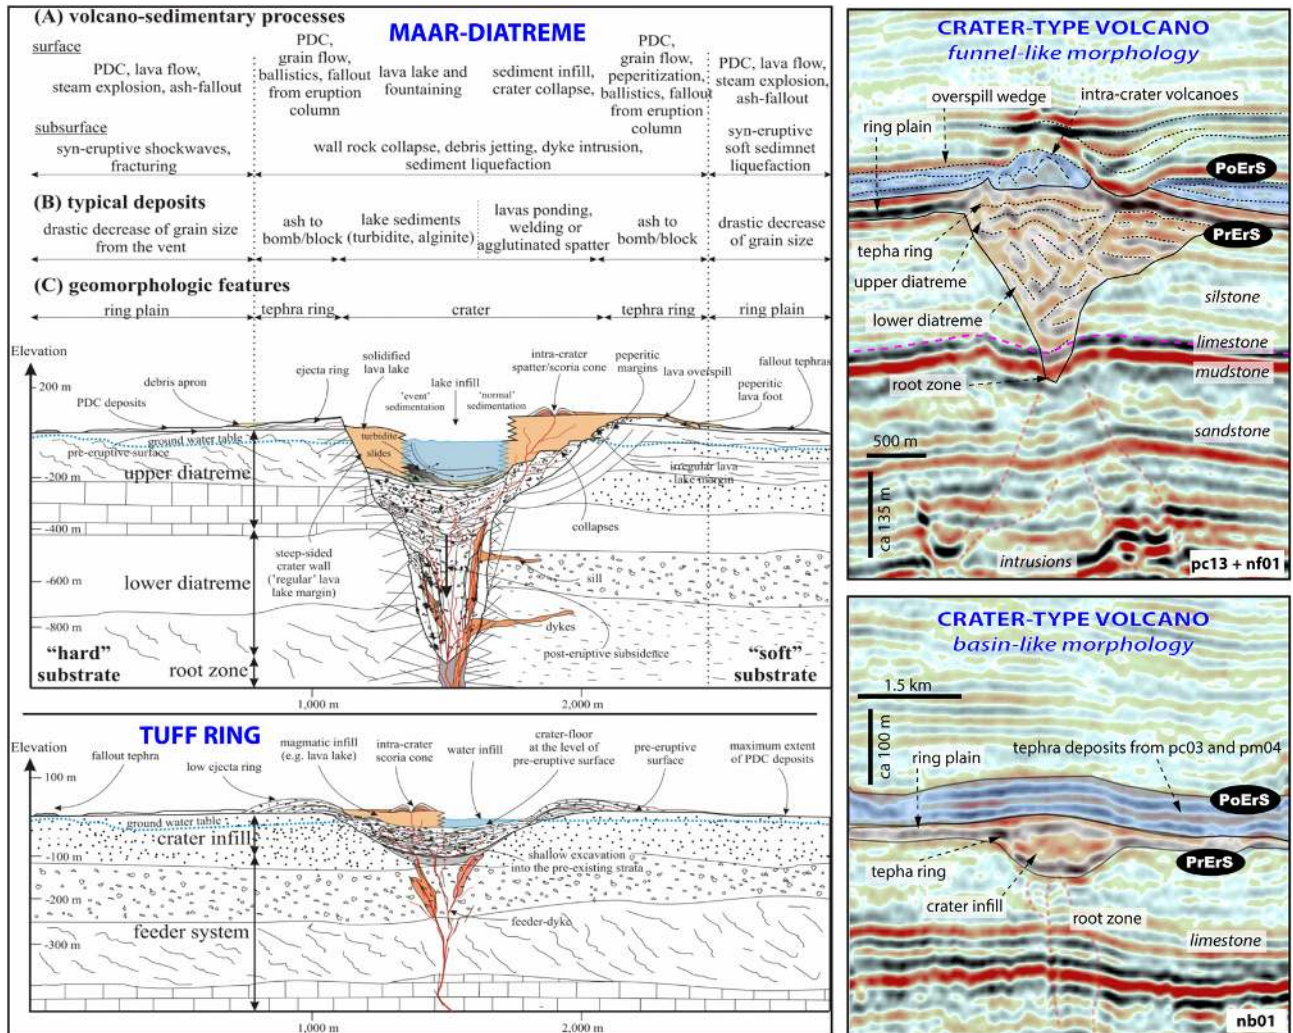 (A) volcano-sedimentary processes
MAAR-DIATREME
surface
PDC, lava flow,
steam explosion, ash-fallout
PDC,
grain flow,
ballistics, fallout
from eruption
column
lava lake and
fountaining
sediment infill,
crater collapse,
PDC,
grain flow,
peperitization,
ballistics, fallout
from eruption
column
PDC, lava flow,
steam explosion,
ash-fallout
subsurface
syn-eruptive shockwaves,
fracturing
wall rock collapse, debris jetting, dyke intrusion,
sediment liquefaction
syn-eruptive
soft sedimnet
liquefaction
(B) typical deposits
drastic decrease of grain size
from the vent
ash to
bomb/block
lake sediments
(turbidite, alginite)
lavas ponding,
welding or
agglutinated spatter
ash to
bomb/block
drastic decrease
of grain size
(C) geomorphologic features
ring plain
tephra ring
crater
tephra ring
ring plain
Elevation
200 m
-200 m
-400 m
-600 m
-800 m
debris apron
PDC deposits
ejecta ring
solidified
lava lake
lake infill
'event'
sedimentation
'normal'
sedimentation
intra-crater
spatter/scoria cone
peperitic
margins
lava overspill
fallout tephras
peperitic
lava foot
ground water table
pre-eruptive surface
turbidite
slides
upper diatreme
irregular lava
lake margin
collapses
steep-sided
crater wall
('regular' lava
lake margin)
lower diatreme
sill
dykes
post-eruptive subsidence
"hard"
substrate
root zone
"soft"
substrate
1,000 m
2,000 m
TUFF RING
Elevation
100 m
-100 m
-200 m
-300 m
fallout tephra
low ejecta ring
magmatic infill
(e.g. lava lake)
intra-crater
scoria cone
water infill
crater-floor
at the level of
pre-eruptive surface
pre-eruptive
surface
maximum extent
of PDC deposits
ground water table
crater infill
shallow excavation
into the pre-existing strata
feeder-dyke
feeder system
1,000 m
2,000 m
CRATER-TYPE VOLCANO
funnel-like morphology
overspill wedge
intra-crater volcanoes
ring plain
PoErS
PrErS
tepha ring
upper diatreme
lower diatreme
silstone
limestone
mudstone
root zone
sandstone
500 m
ca 135 m
intrusions
pc13 + nf01
CRATER-TYPE VOLCANO
basin-like morphology
1.5 km
ca 100 m
tephra deposits from pc03 and pm04
ring plain
PoErS
PrErS
tepha ring
crater infill
root zone
limestone
nb01